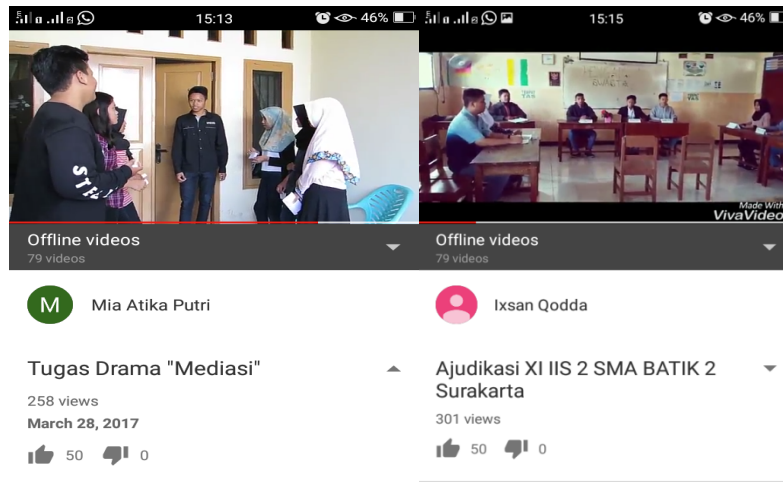 15:13
46%
Offline videos
79 videos
M
Mia Atika Putri
Tugas Drama "Mediasi"
258 views
March 28, 2017
50
0
15:15
46%
Made With
VivaVideo
Offline videos
79 videos
Ixsan Qodda
Ajudikasi XI IIS 2 SMA BATIK 2
Surakarta
301 views
50
0